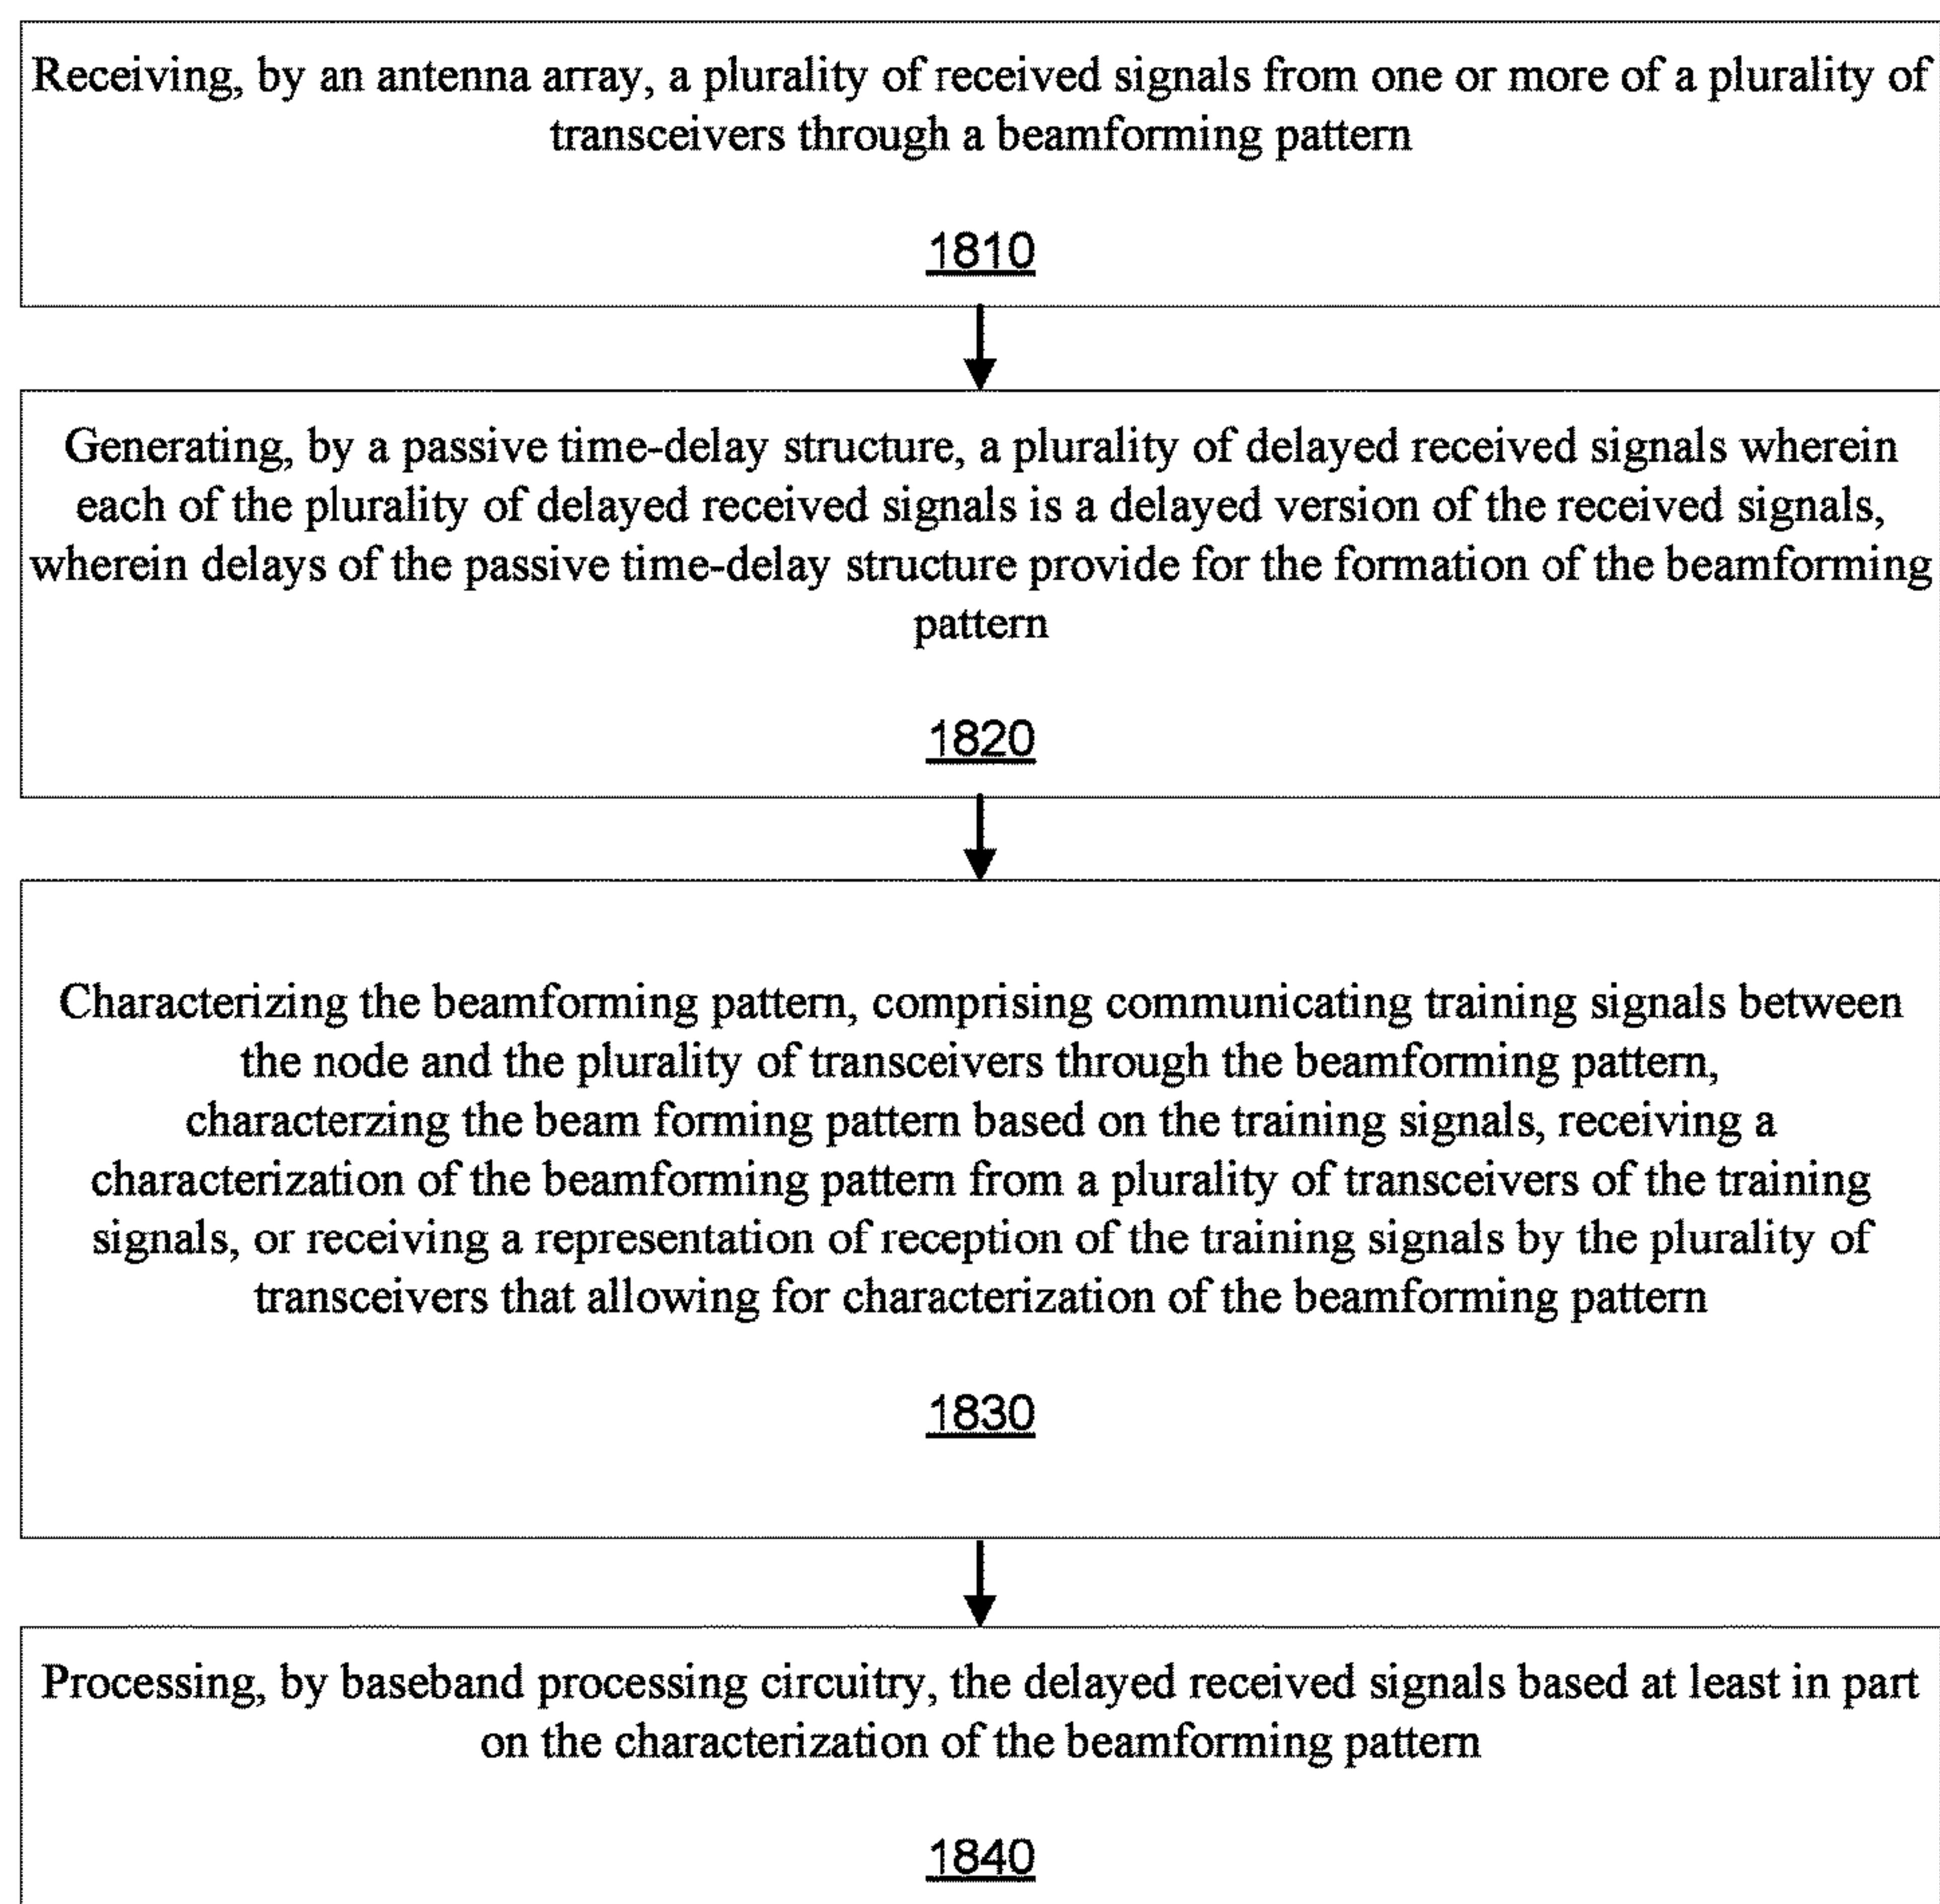 Receiving, by an antenna array, a plurality of received signals from one or more of a plurality of
transceivers through a beamforming pattern
1810
Generating, by a passive time-delay structure, a plurality of delayed received signals wherein
each of the plurality of delayed received signals is a delayed version of the received signals,
wherein delays of the passive time-delay structure provide for the formation of the beamforming
pattern
1820
Characterizing the beamforming pattern, comprising communicating training signals between
the node and the plurality of transceivers through the beamforming pattern,
characterzing the beam forming pattern based on the training signals, receiving a
characterization of the beamforming pattern from a plurality of transceivers of the training
signals, or receiving a representation of reception of the training signals by the plurality of
transceivers that allowing for characterization of the beamforming pattern
1830
Processing, by baseband processing circuitry, the delayed received signals based at least in part
on the characterization of the beamforming pattern
1840